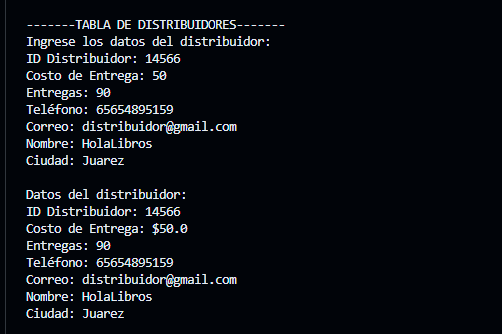 -------TABLA DE DISTRIBUIDORES-------
Ingrese los datos del distribuidor:
ID Distribuidor: 14566
Costo de Entrega: 50
Entregas: 90
Teléfono: 65654895159
Correo: distribuidor@gmail.com
Nombre: HolaLibros
Ciudad: Juarez
Datos del distribuidor:
ID Distribuidor: 14566
Costo de Entrega: $50.0
Entregas: 90
Teléfono: 65654895159
Correo: distribuidor@gmail.com
Nombre: HolaLibros
Ciudad: Juarez